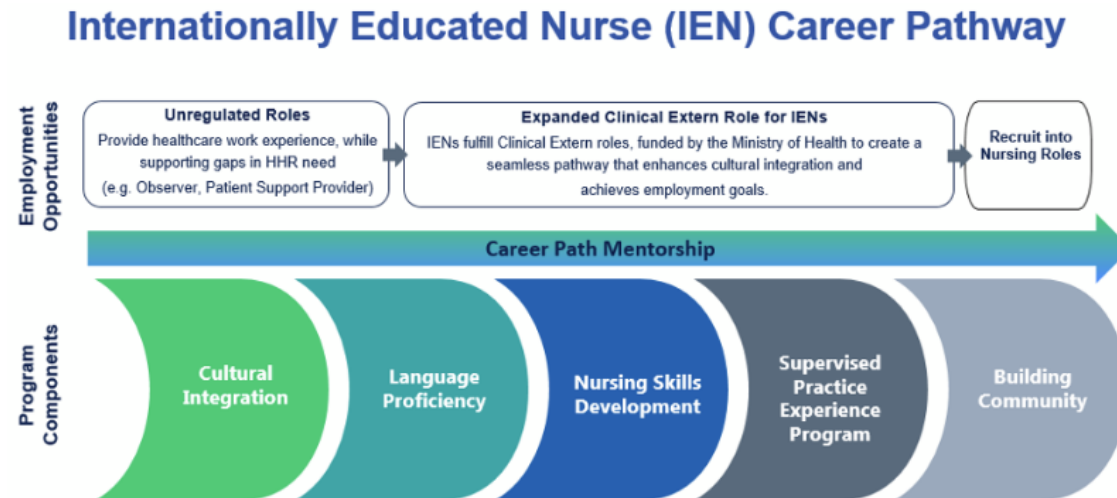 Internationally Educated Nurse (IEN) Career Pathway
Employment
Opportunities
Unregulated Roles
Provide healthcare work experience, while
supporting gaps in HHR need
(e.g. Observer, Patient Support Provider)
Expanded Clinical Extern Role for IENs
IENs fulfill Clinical Extern roles, funded by the Ministry of Health to create a
seamless pathway that enhances cultural integration and
achieves employment goals.
Recruit into
Nursing Roles
Career Path Mentorship
Program
Components
Cultural
Integration
Language
Proficiency
Nursing Skills
Development
Supervised
Practice
Experience
Program
Building
Community